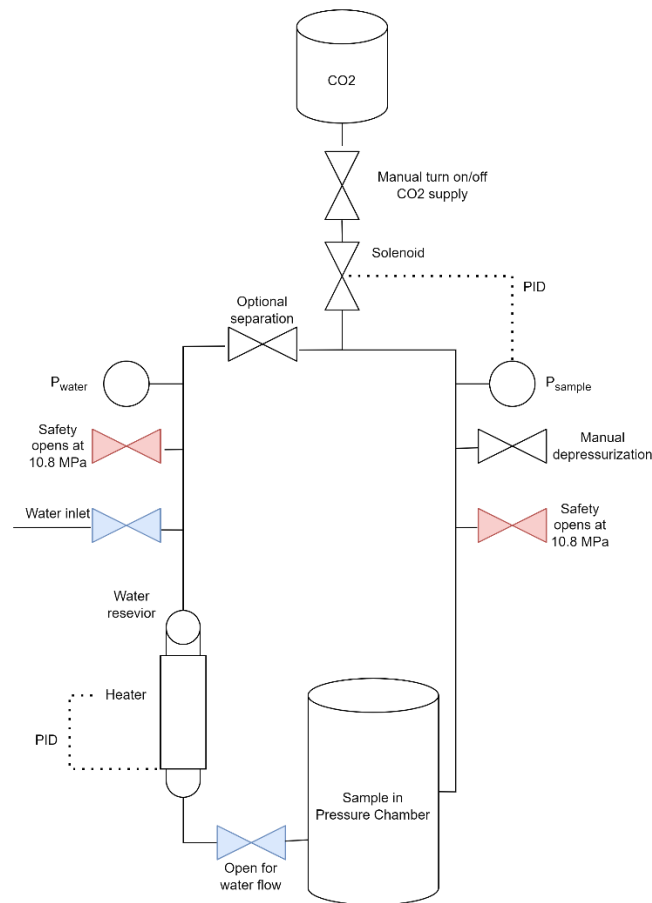 CO2
Manual turn on/off
CO2 supply
Solenoid
PID
Optional
separation
Pwater
Psample
Safety
opens at
10.8 MPa
Manual
depressurization
Water inlet
Safety
opens at
10.8 MPa
Water
resevior
Heater
PID
Sample in
Pressure Chamber
Open for
water flow